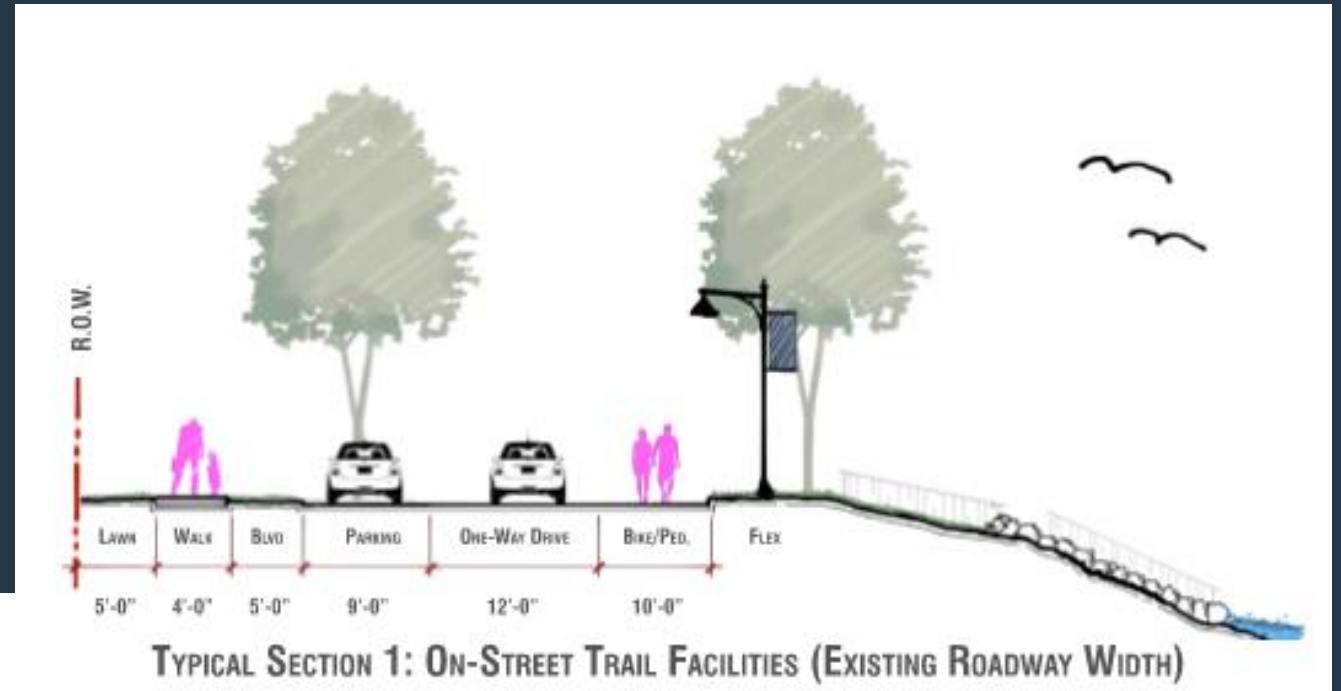 R.O.W.
LAWN WALK BLVD PARKING ONE-WAY DRIVE BIKE/PED. FLEX
5'-0" 4'-0" 5'-0" 9'-0" 12'-0" 10'-0"
TYPICAL SECTION 1: ON-STREET TRAIL FACILITIES (EXISTING ROADWAY WIDTH)